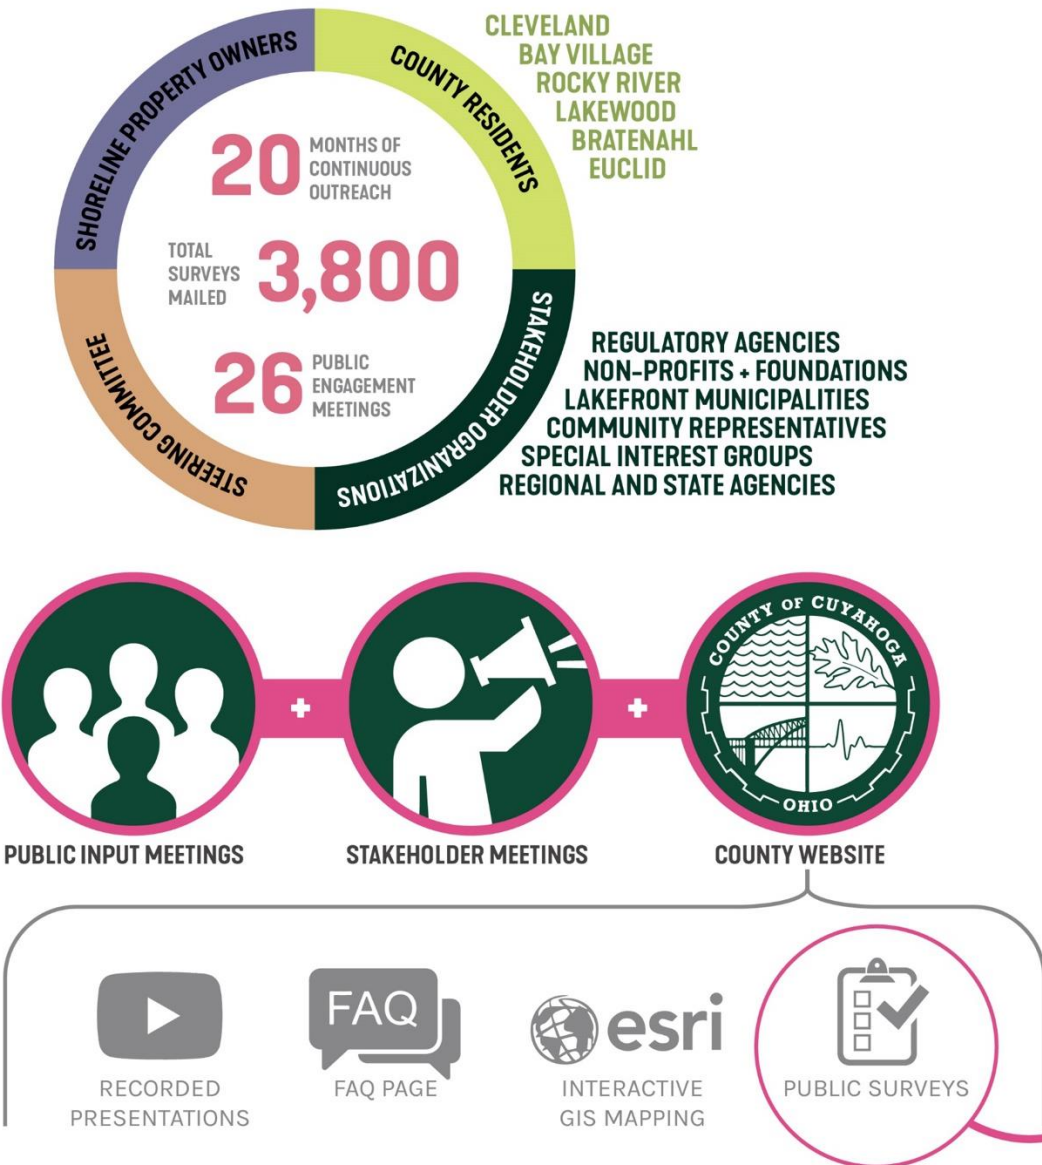 SHORELINE PROPERTY OWNERS
COUNTY RESIDENTS
CLEVELAND
BAY VILLAGE
ROCKY RIVER
LAKEWOOD
BRATENAHL
EUCLID
20
MONTHS OF
CONTINUOUS
OUTREACH
TOTAL
SURVEYS
MAILED
3,800
26
PUBLIC
ENGAGEMENT
MEETINGS
STEERING COMMITTEE
STAKEHOLDER OGRANIZATIONS
REGULATORY AGENCIES
NON-PROFITS + FOUNDATIONS
LAKEFRONT MUNICIPALITIES
COMMUNITY REPRESENTATIVES
SPECIAL INTEREST GROUPS
REGIONAL AND STATE AGENCIES
+
+
COUNTY OF CUYAHOGA
OHIO
PUBLIC INPUT MEETINGS
STAKEHOLDER MEETINGS
COUNTY WEBSITE
FAQ
esri
RECORDED
PRESENTATIONS
FAQ PAGE
INTERACTIVE
GIS MAPPING
PUBLIC SURVEYS